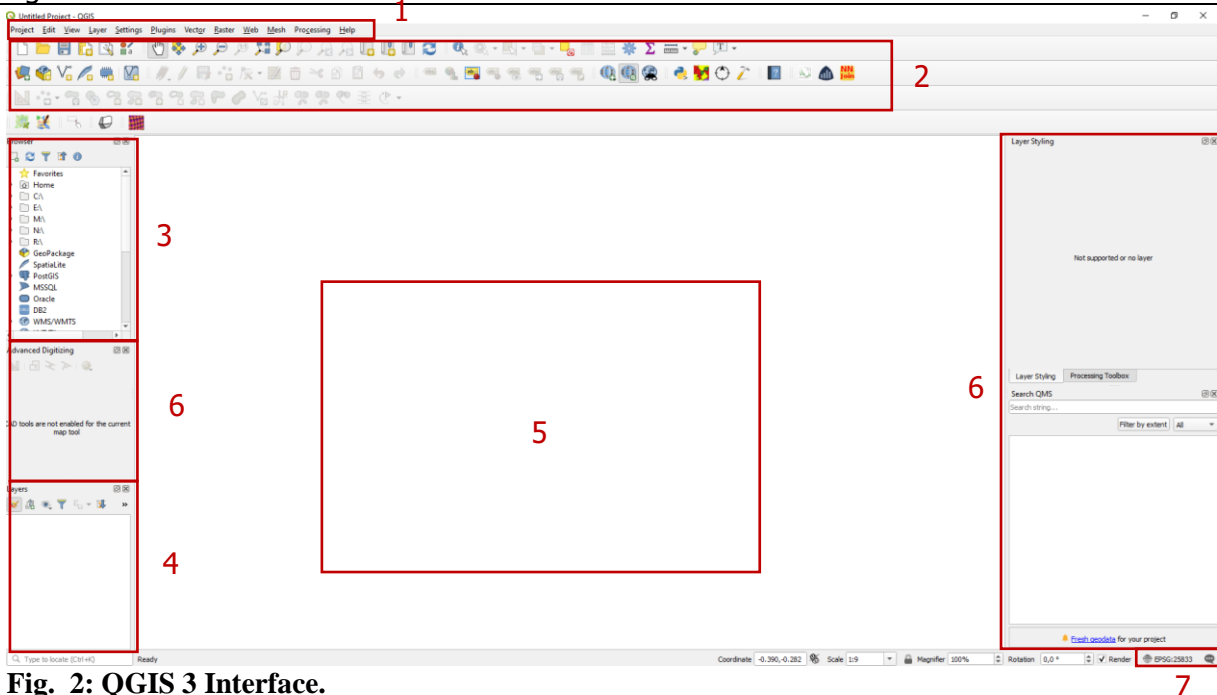 Untitled Project - QGIS
1
Project Edit View Layer Settings Plugins Vector Raster Web Mesh Processing Help
2
Browser
Favorites
Home
C:\
E:\
M:\
N:\
R:\
GeoPackage
SpatiaLite
PostGIS
MSSQL
Oracle
DB2
WMS/WMTS
3
Advanced Digitizing
CAD tools are not enabled for the current
map tool
6
Layers
4
5
Layer Styling
Not supported or no layer
Layer Styling Processing Toolbox
6
Search QMS
Search string...
Filter by extent All
Fresh geodata for your project
Type to locate (Ctrl+K) Ready Coordinate -0.390,-0.282 Scale 1:9 Magnifier 100% Rotation 0,0 ° Render EPSG:25833
7
Fig. 2: QGIS 3 Interface.